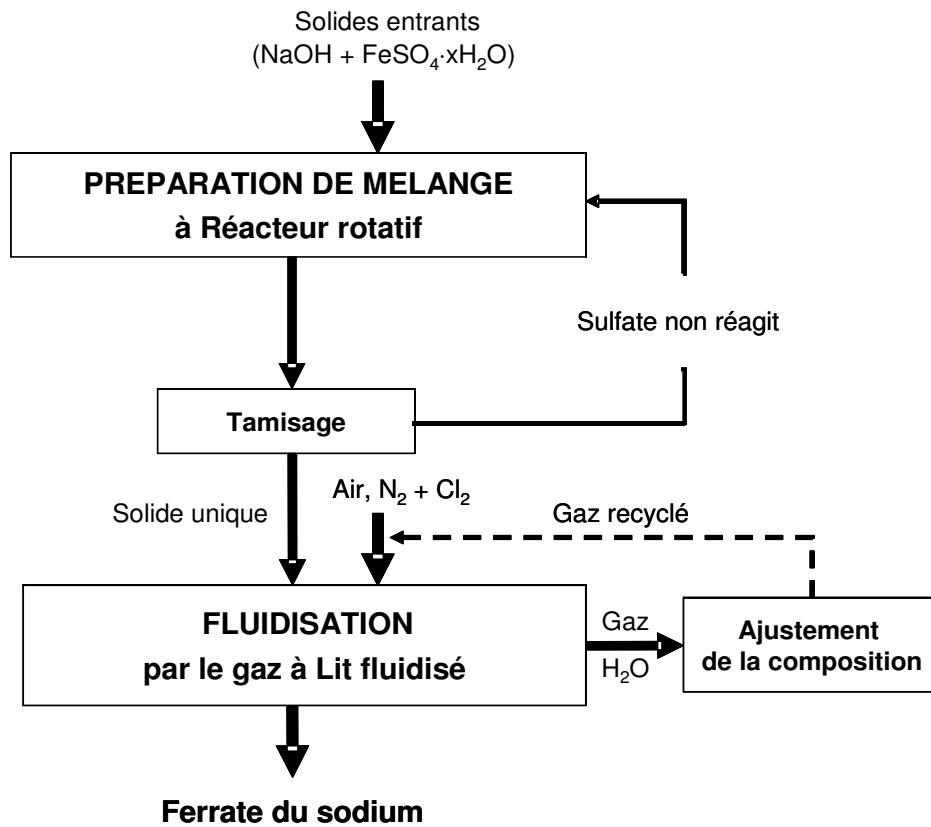 Solides entrants
(NaOH + FeSO₄·xH₂O)
PREPARATION DE MELANGE
à Réacteur rotatif
Sulfate non réagit
Tamisage
Air, N₂ + Cl₂
Solide unique
Gaz recyclé
FLUIDISATION
par le gaz à Lit fluidisé
Gaz
H₂O
Ajustement
de la composition
Ferrate du sodium